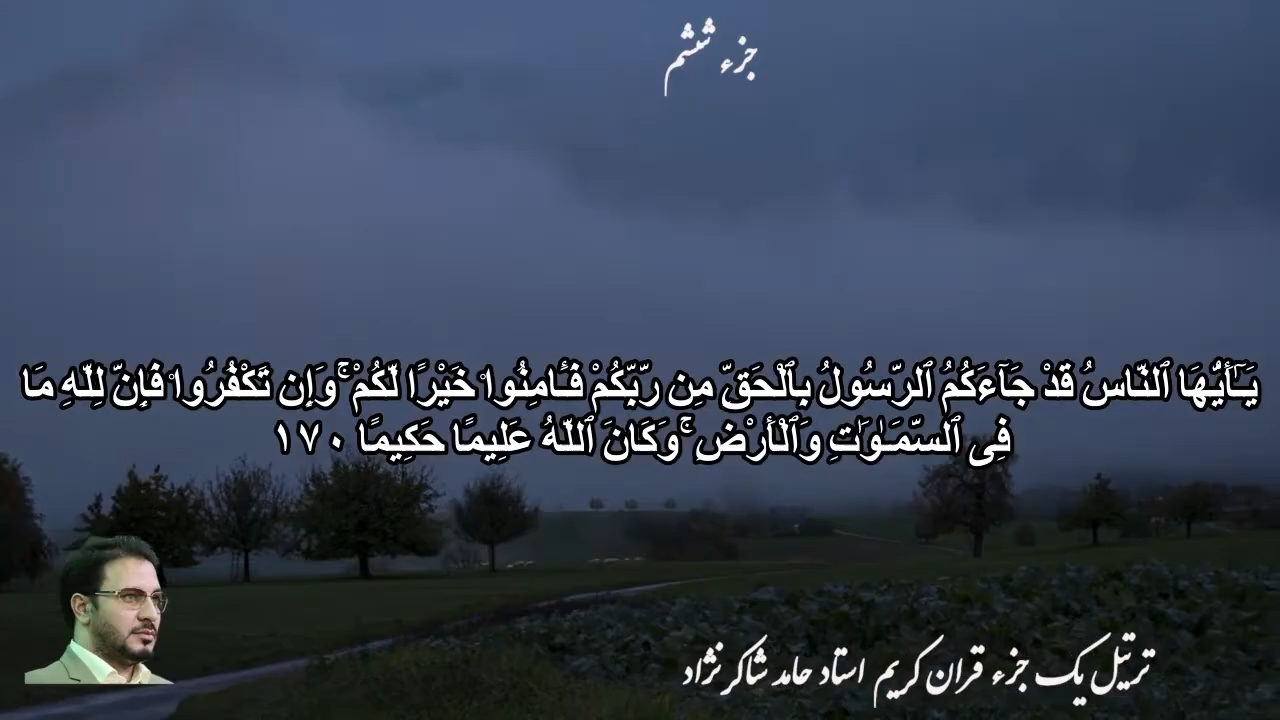 جزء ششم
يَـٰٓأَيُّهَا ٱلنَّاسُ قَدْ جَآءَكُمُ ٱلرَّسُولُ بِٱلْحَقِّ مِن رَّبِّكُمْ فَـَٔامِنُوا۟ خَيْرًا لَّكُمْ ۚ وَإِن تَكْفُرُوا۟ فَإِنَّ لِلَّهِ مَا
فِى ٱلسَّمَـٰوَٰتِ وَٱلْأَرْضِ ۚ وَكَانَ ٱللَّهُ عَلِيمًا حَكِيمًا ١٧٠
ترتیل یک جزء قران کریم استاد حامد شاکرنژاد